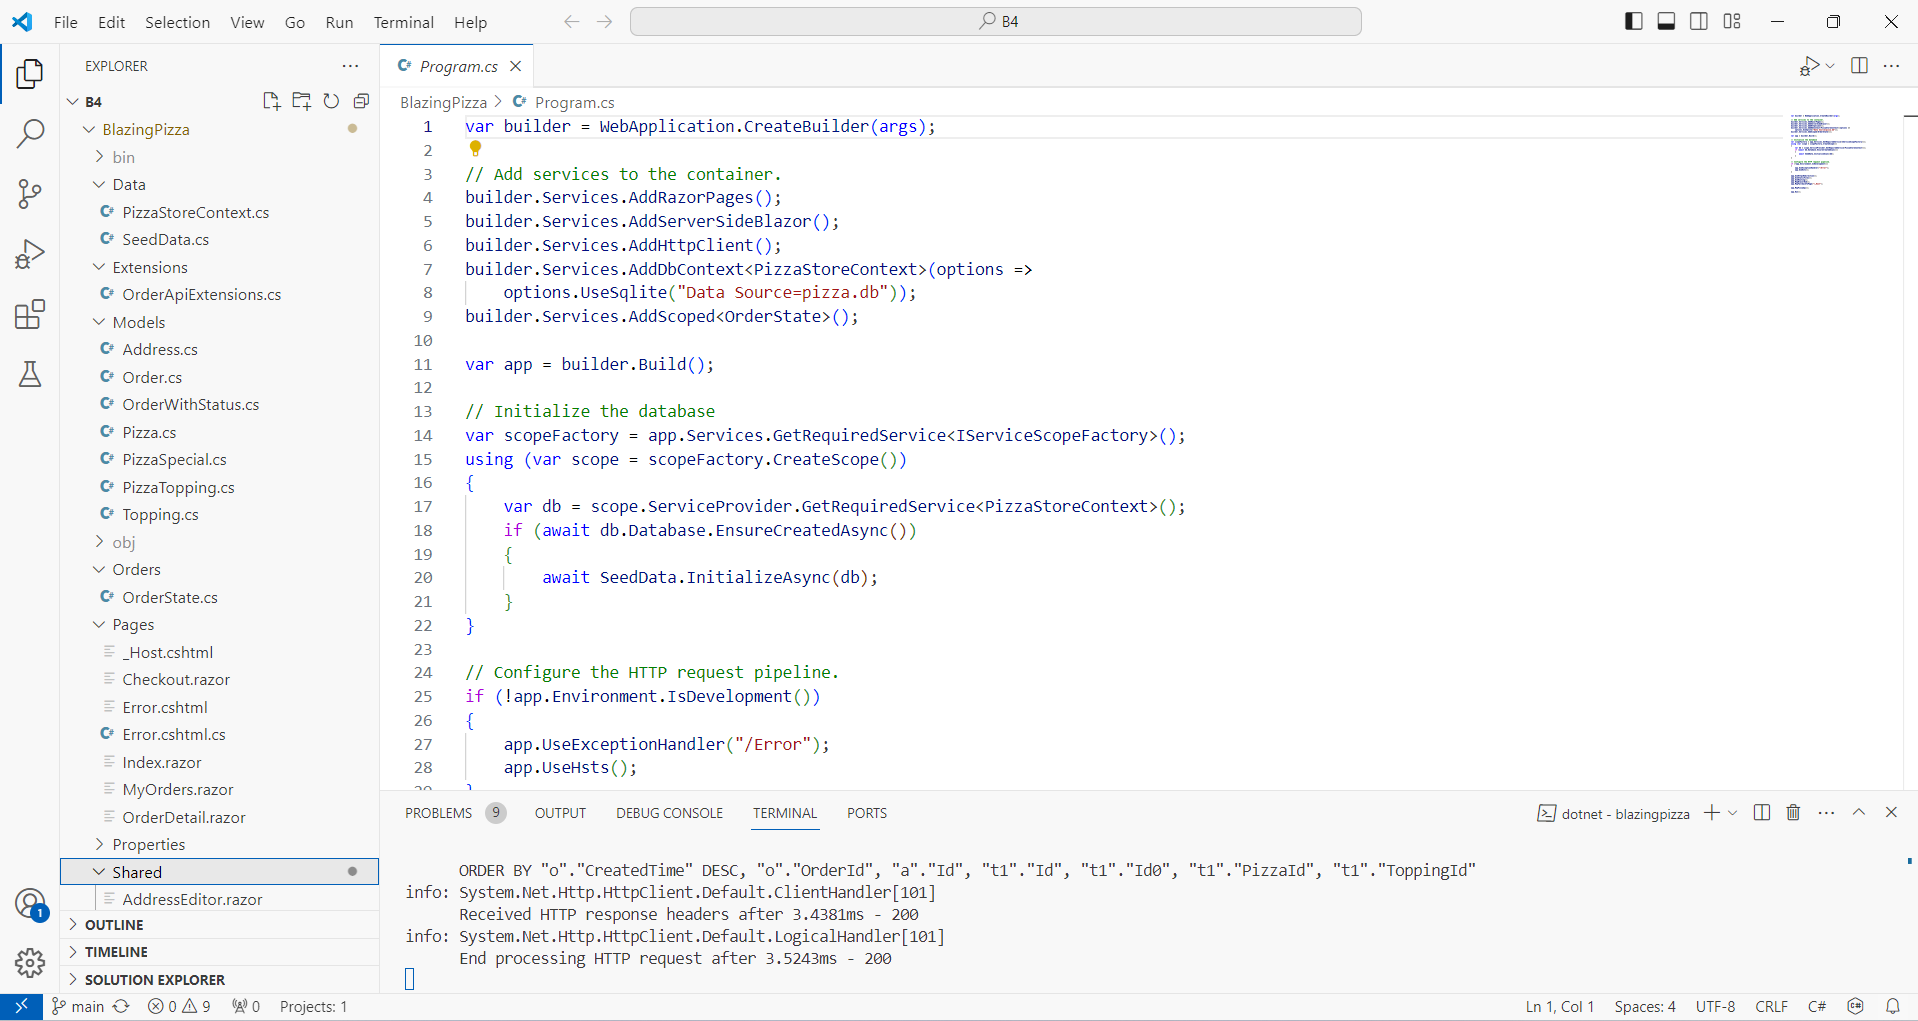 File Edit Selection View Go Run Terminal Help
B4
EXPLORER
B4
BlazingPizza
bin
Data
PizzaStoreContext.cs
SeedData.cs
Extensions
OrderApiExtensions.cs
Models
Address.cs
Order.cs
OrderWithStatus.cs
Pizza.cs
PizzaSpecial.cs
PizzaTopping.cs
Topping.cs
obj
Orders
OrderState.cs
Pages
_Host.cshtml
Checkout.razor
Error.cshtml
Error.cshtml.cs
Index.razor
MyOrders.razor
OrderDetail.razor
Properties
Shared
AddressEditor.razor
OUTLINE
TIMELINE
SOLUTION EXPLORER
1
Program.cs
BlazingPizza > Program.cs
1 var builder = WebApplication.CreateBuilder(args);
2
3 // Add services to the container.
4 builder.Services.AddRazorPages();
5 builder.Services.AddServerSideBlazor();
6 builder.Services.AddHttpClient();
7 builder.Services.AddDbContext<PizzaStoreContext>(options =>
8 options.UseSqlite("Data Source=pizza.db"));
9 builder.Services.AddScoped<OrderState>();
10
11 var app = builder.Build();
12
13 // Initialize the database
14 var scopeFactory = app.Services.GetRequiredService<IServiceScopeFactory>();
15 using (var scope = scopeFactory.CreateScope())
16 {
17 var db = scope.ServiceProvider.GetRequiredService<PizzaStoreContext>();
18 if (await db.Database.EnsureCreatedAsync())
19 {
20 await SeedData.InitializeAsync(db);
21 }
22 }
23
24 // Configure the HTTP request pipeline.
25 if (!app.Environment.IsDevelopment())
26 {
27 app.UseExceptionHandler("/Error");
28 app.UseHsts();
29 }
PROBLEMS 9 OUTPUT DEBUG CONSOLE TERMINAL PORTS
dotnet - blazingpizza
ORDER BY "o"."CreatedTime" DESC, "o"."OrderId", "a"."Id", "t1"."Id", "t1"."Id0", "t1"."PizzaId", "t1"."ToppingId"
info: System.Net.Http.HttpClient.Default.ClientHandler[101]
Received HTTP response headers after 3.4381ms - 200
info: System.Net.Http.HttpClient.Default.LogicalHandler[101]
End processing HTTP request after 3.5243ms - 200
main 0 9 0 Projects: 1
Ln 1, Col 1 Spaces: 4 UTF-8 CRLF C#